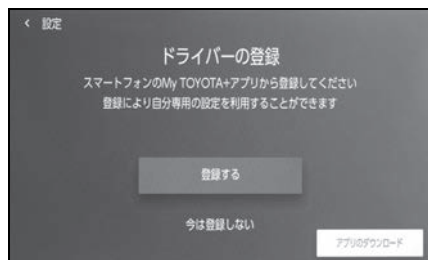 < 設定
ドライバーの登録
スマートフォンのMy TOYOTA+アプリから登録してください
登録により自分専用の設定を利用することができます
登録する
今は登録しない
アプリのダウンロード